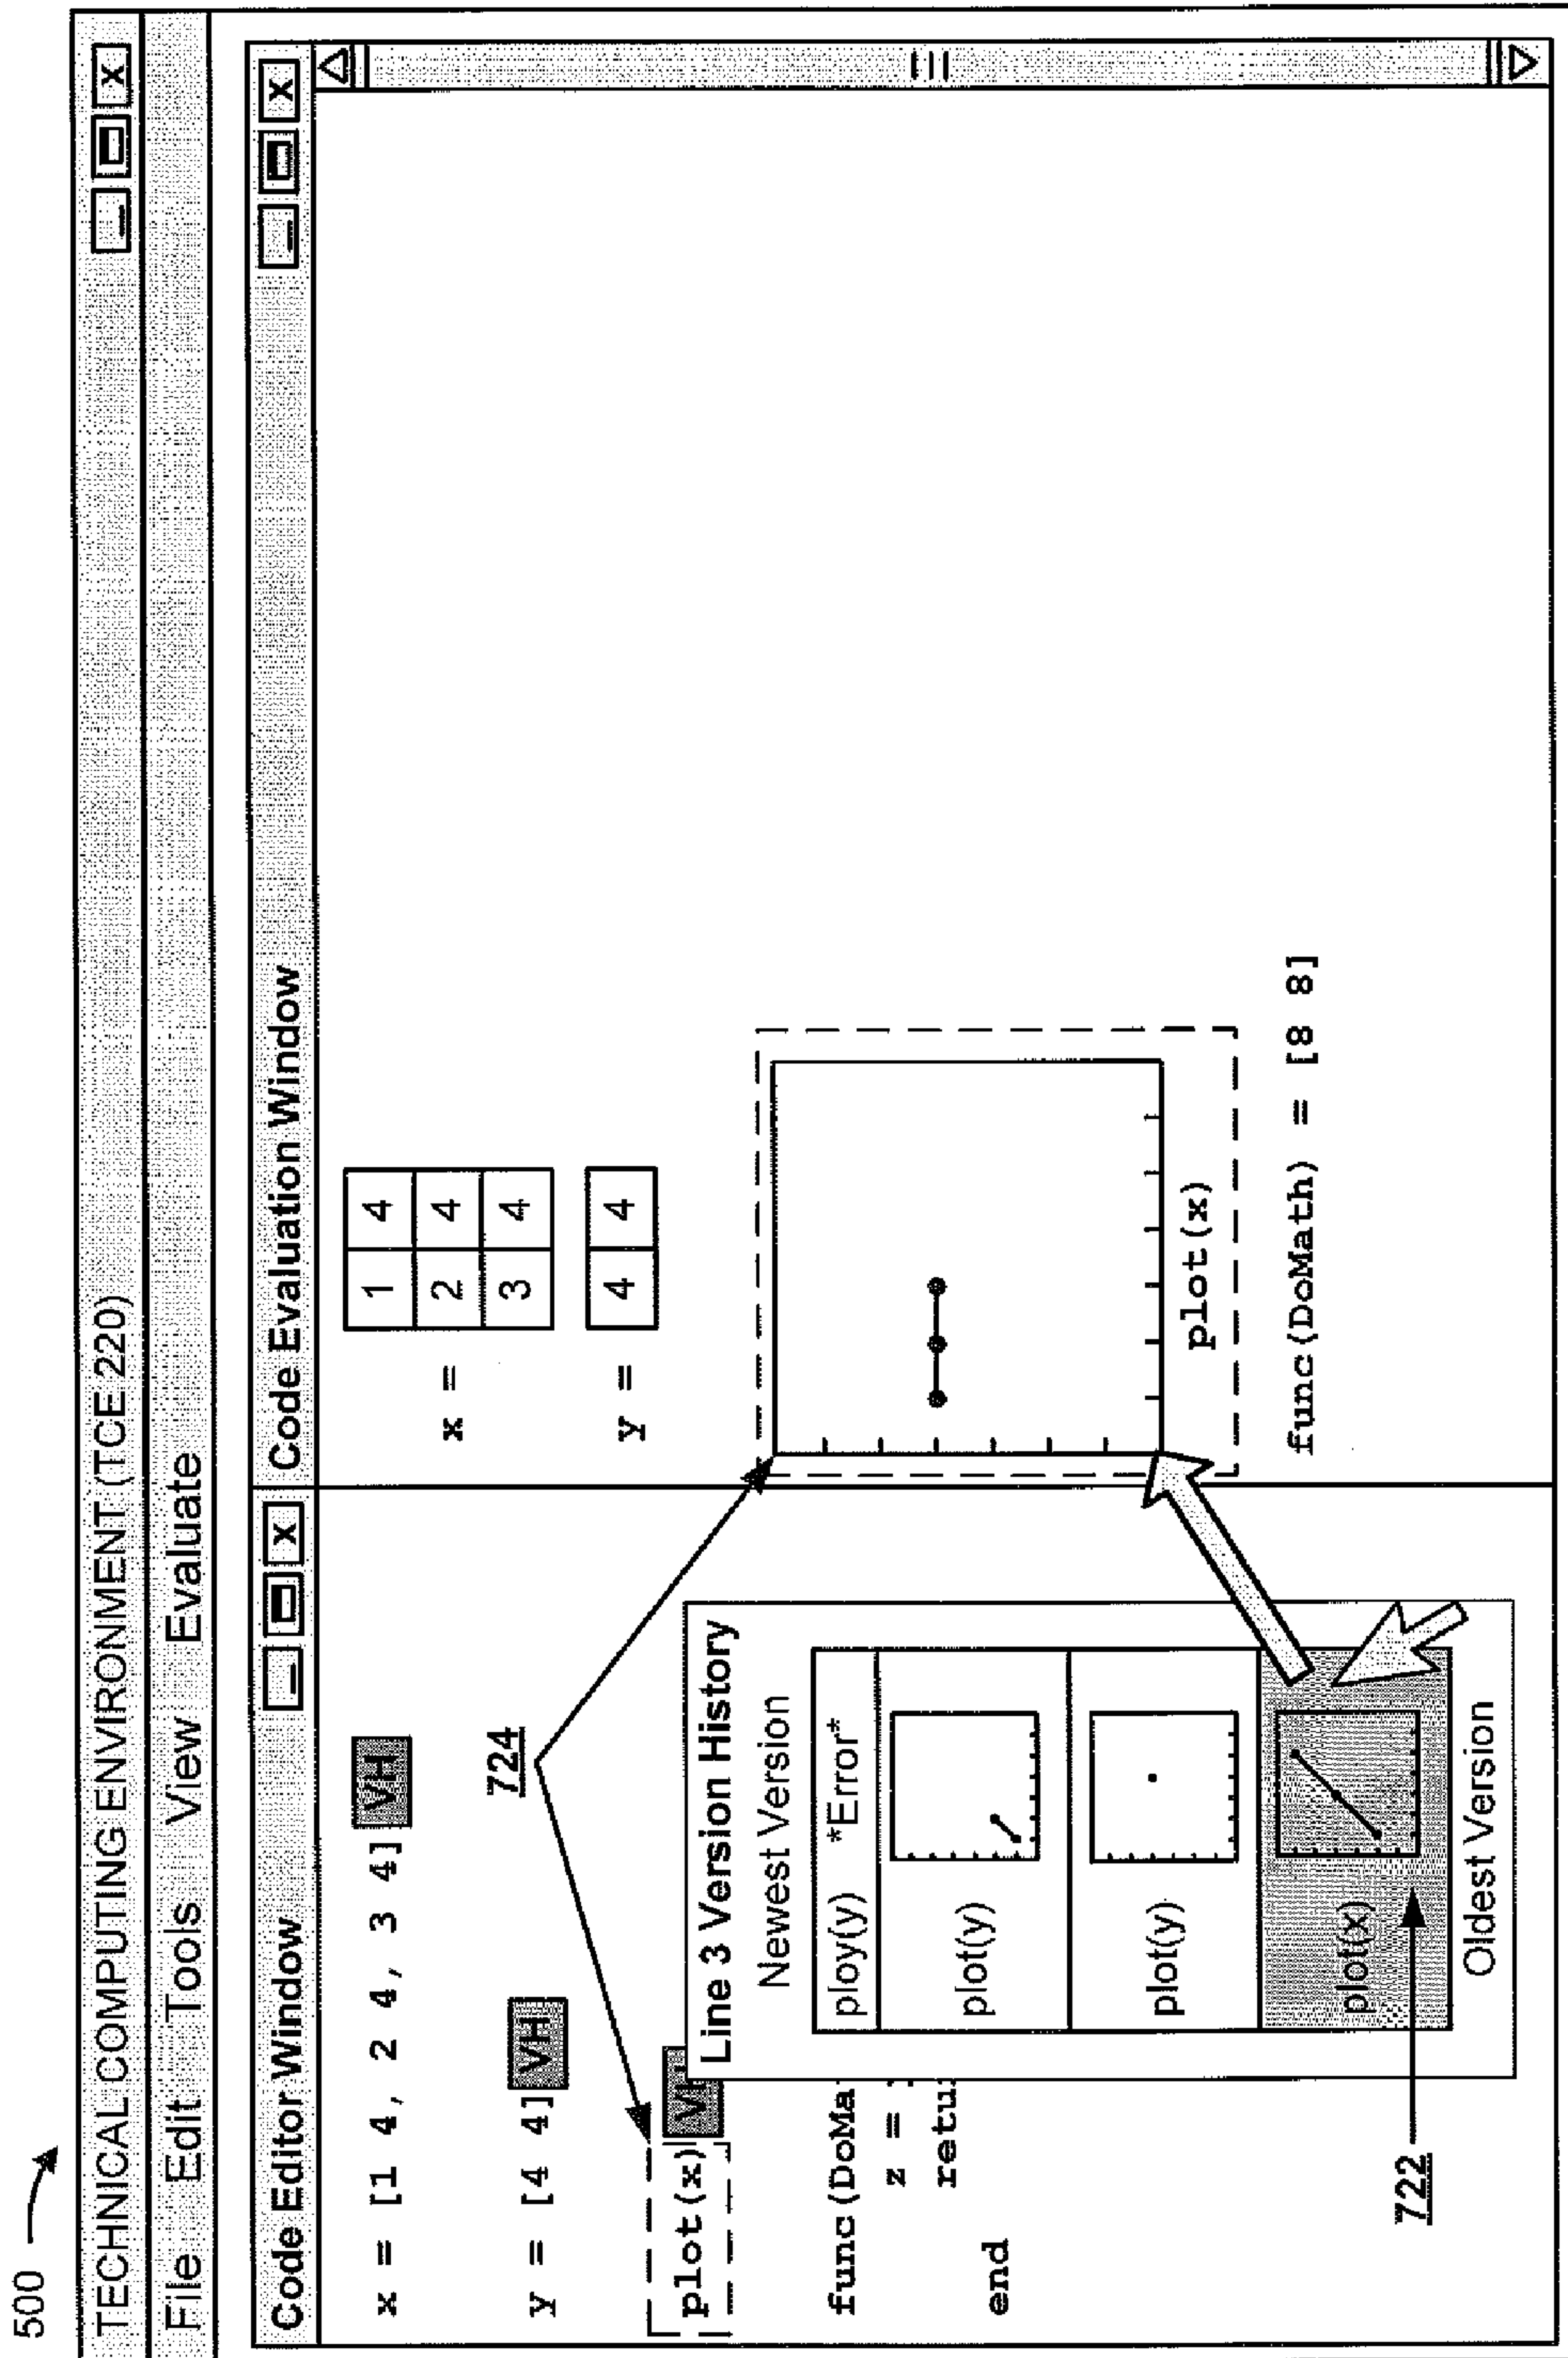 500
TECHNICAL COMPUTING ENVIRONMENT (TCE 220)
_ X
File Edit Tools View Evaluate
Code Editor Window
_ X
x = [1 4, 2 4, 3 4] VH
y = [4 4] VH
724
plot(x)
Line 3 Version History
Newest Version
ploy(y) *Error*
plot(y)
plot(y)
plot(x)
Oldest Version
func(DoMa
z =
retu
end
722
Code Evaluation Window
_ X
x =
1 4
2 4
3 4
y =
4 4
plot(x)
func(DoMath) = [8 8]